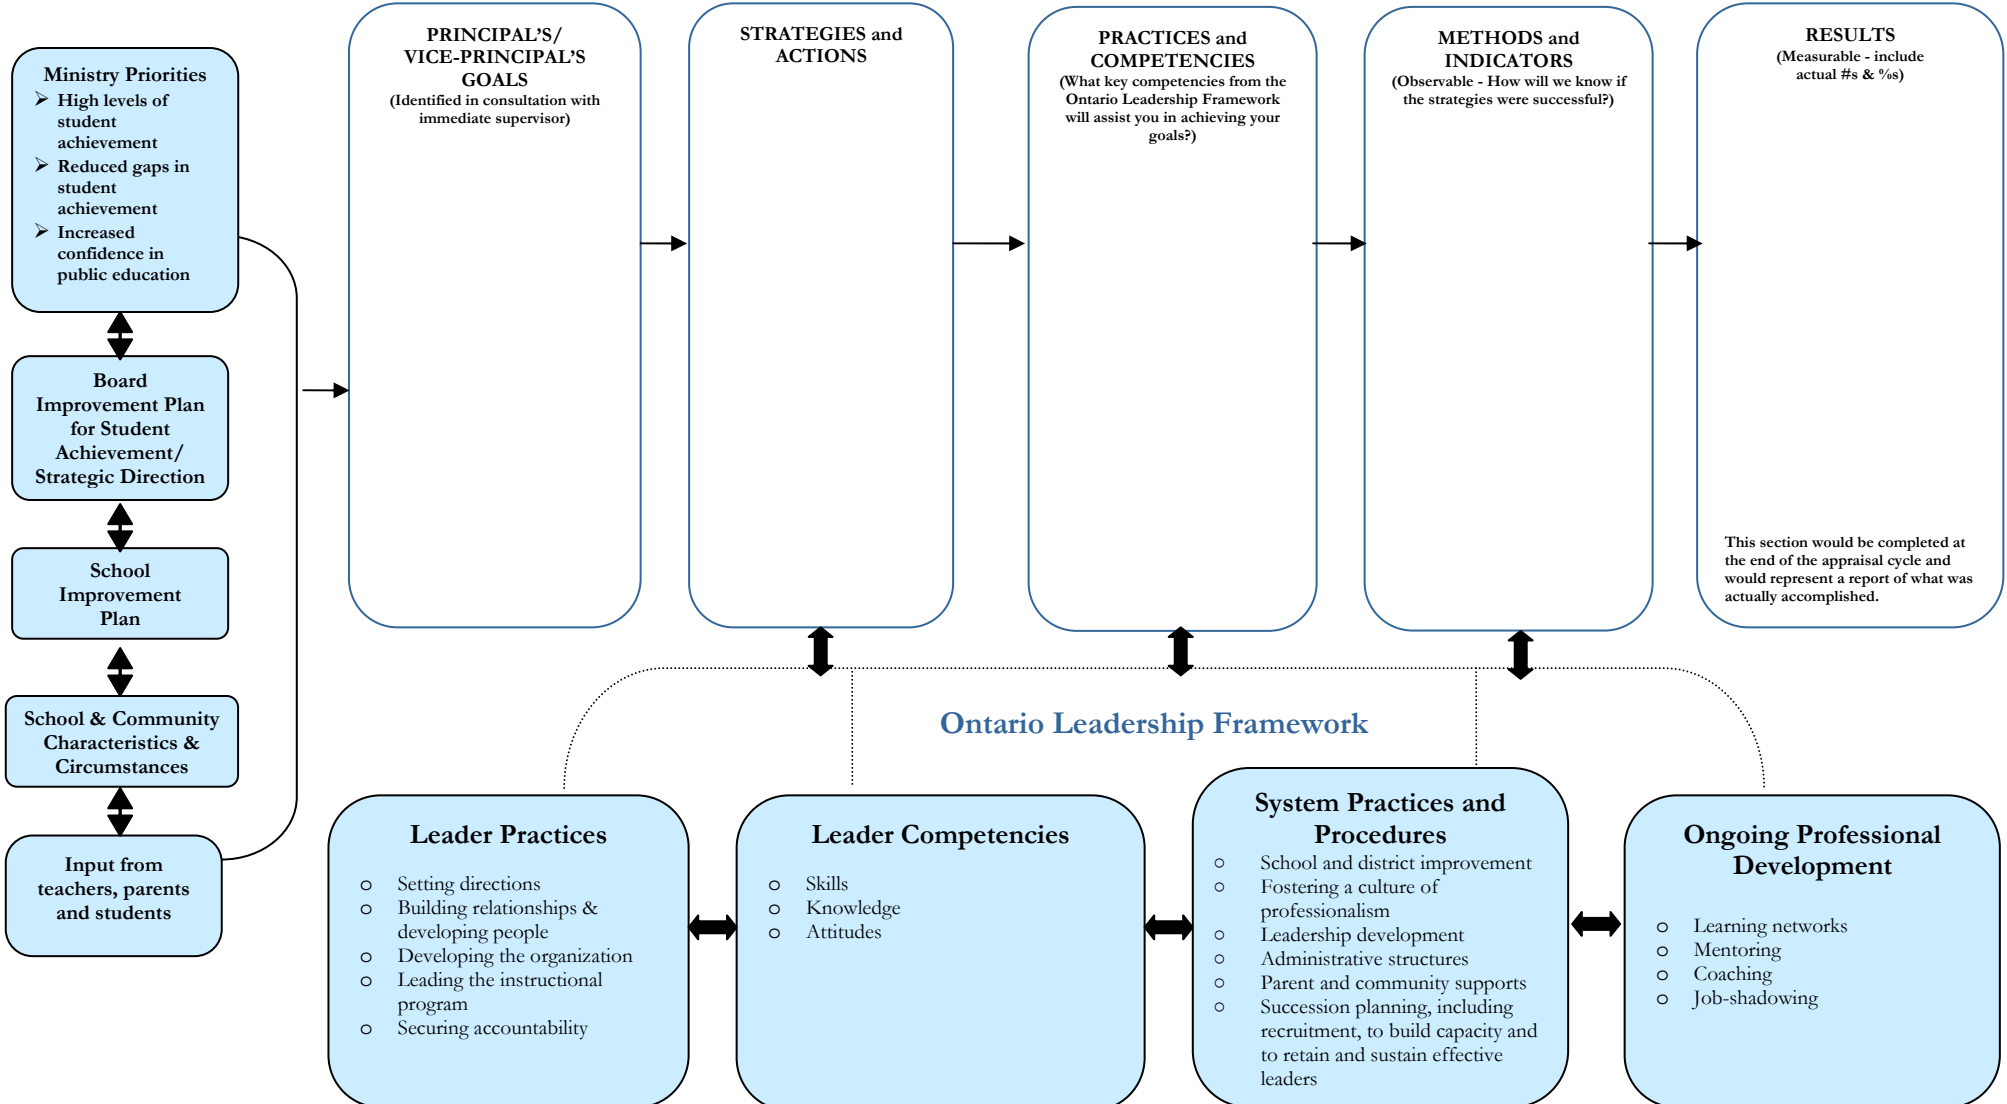 Ministry Priorities
➢ High levels of
student
achievement
➢ Reduced gaps in
student
achievement
➢ Increased
confidence in
public education
Board
Improvement Plan
for Student
Achievement/
Strategic Direction
School
Improvement
Plan
School & Community
Characteristics &
Circumstances
Input from
teachers, parents
and students
PRINCIPAL’S/
VICE-PRINCIPAL’S
GOALS
(Identified in consultation with
immediate supervisor)
STRATEGIES and
ACTIONS
PRACTICES and
COMPETENCIES
(What key competencies from the
Ontario Leadership Framework
will assist you in achieving your
goals?)
METHODS and
INDICATORS
(Observable - How will we know if
the strategies were successful?)
RESULTS
(Measurable - include
actual #s & %s)
This section would be completed at
the end of the appraisal cycle and
would represent a report of what was
actually accomplished.
Ontario Leadership Framework
Leader Practices
o Setting directions
o Building relationships &
developing people
o Developing the organization
o Leading the instructional
program
o Securing accountability
Leader Competencies
o Skills
o Knowledge
o Attitudes
System Practices and
Procedures
o School and district improvement
o Fostering a culture of
professionalism
o Leadership development
o Administrative structures
o Parent and community supports
o Succession planning, including
recruitment, to build capacity and
to retain and sustain effective
leaders
Ongoing Professional
Development
o Learning networks
o Mentoring
o Coaching
o Job-shadowing